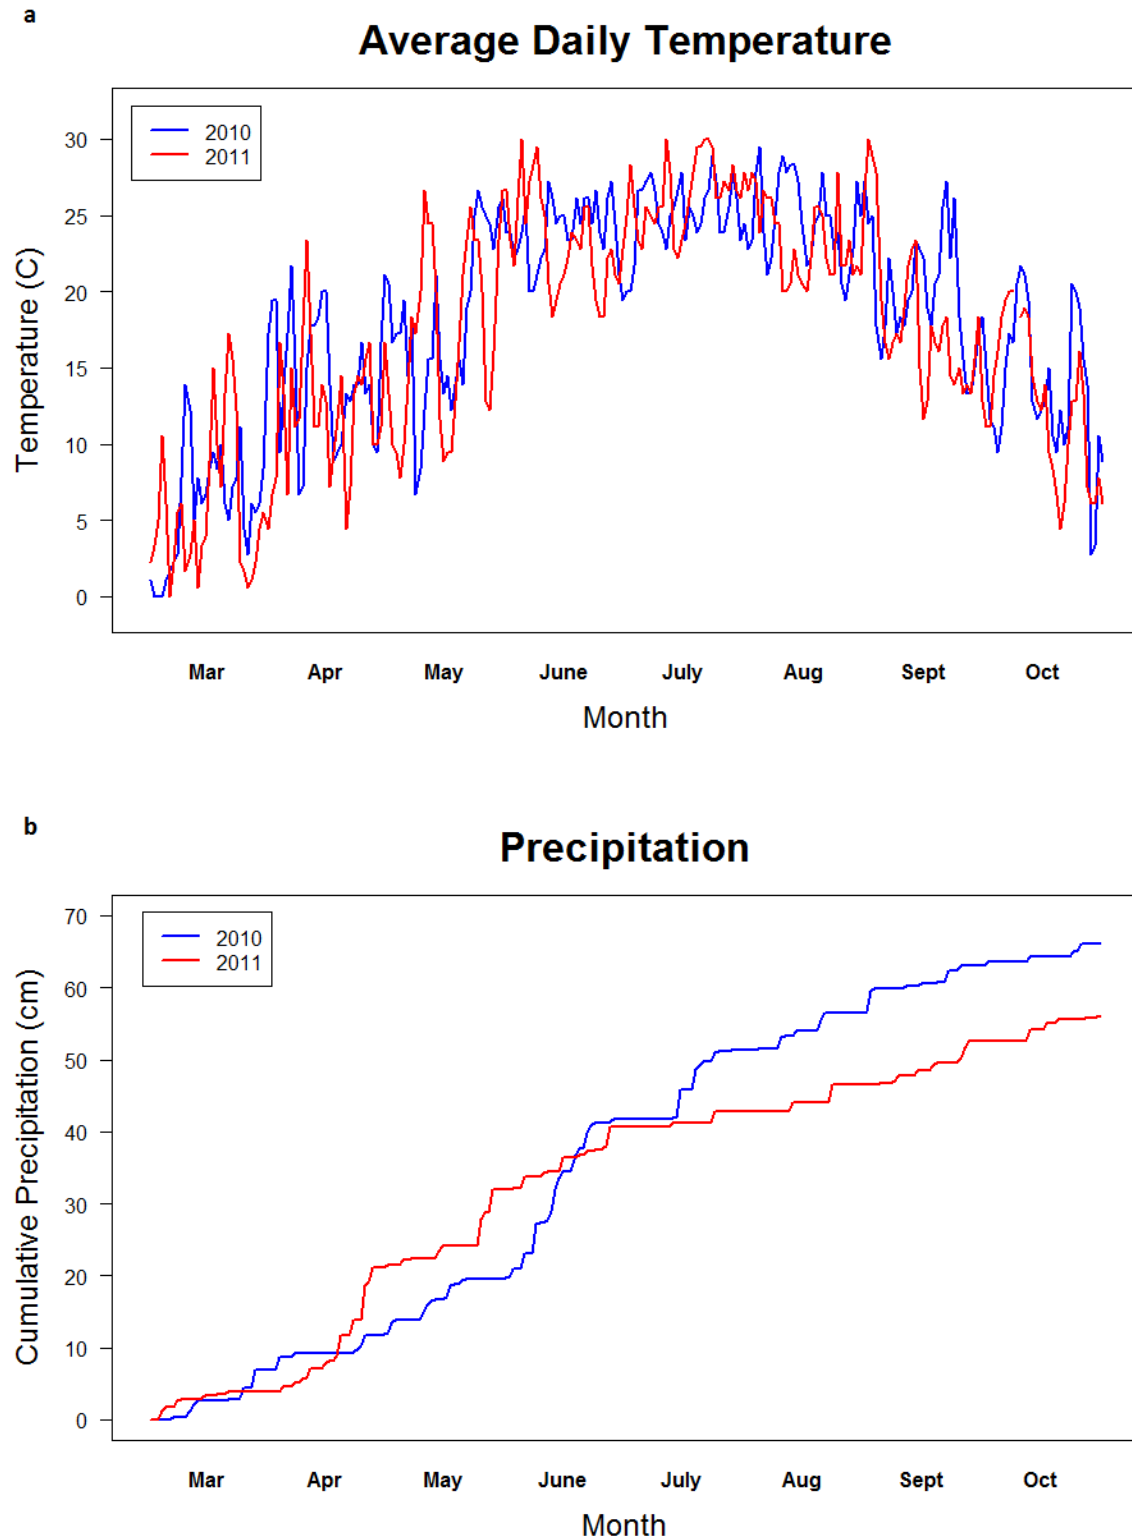 a
Average Daily Temperature
2010
2011
30
25
20
15
10
5
0
Temperature (C)
Mar Apr May June July Aug Sept Oct
Month
b
Precipitation
2010
2011
70
60
50
40
30
20
10
0
Cumulative Precipitation (cm)
Mar Apr May June July Aug Sept Oct
Month